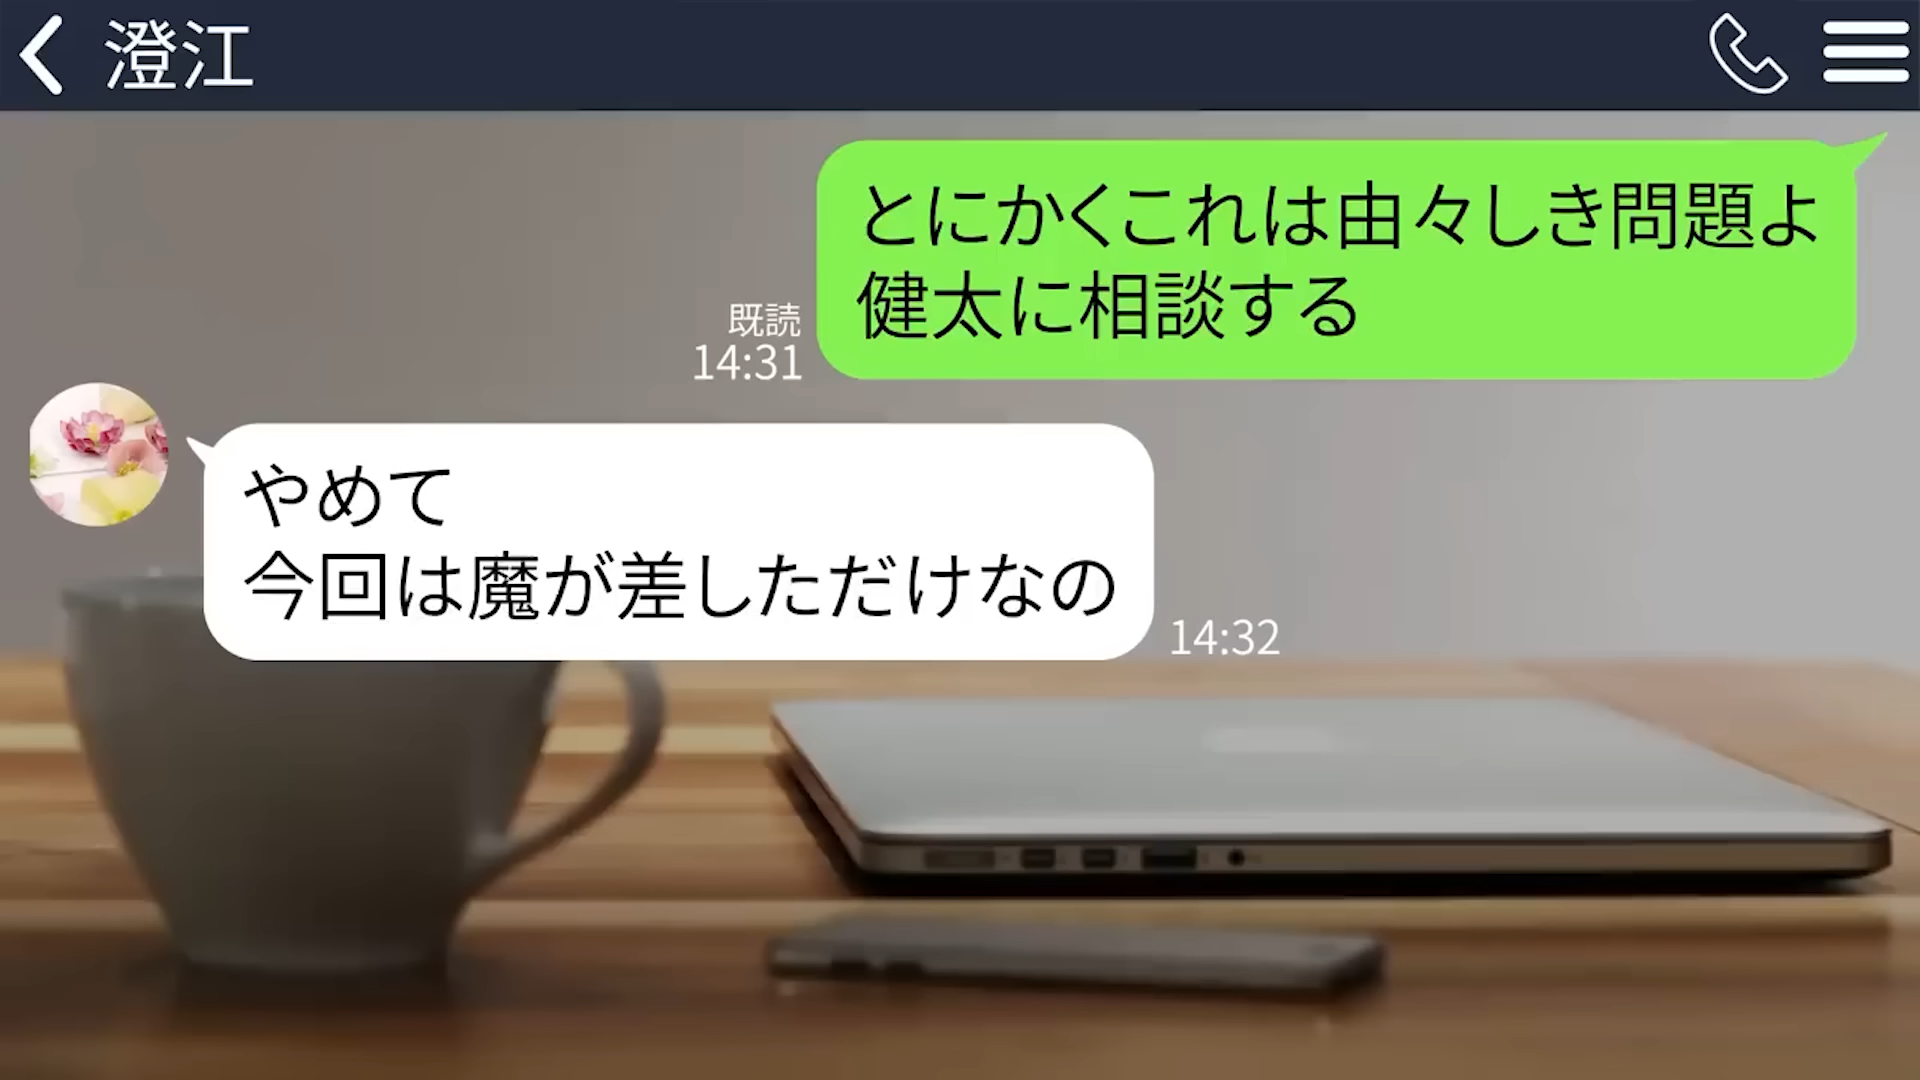 澄江
とにかくこれは由々しき問題よ
健太に相談する
既読
14:31
やめて
今回は魔が差しただけなの
14:32